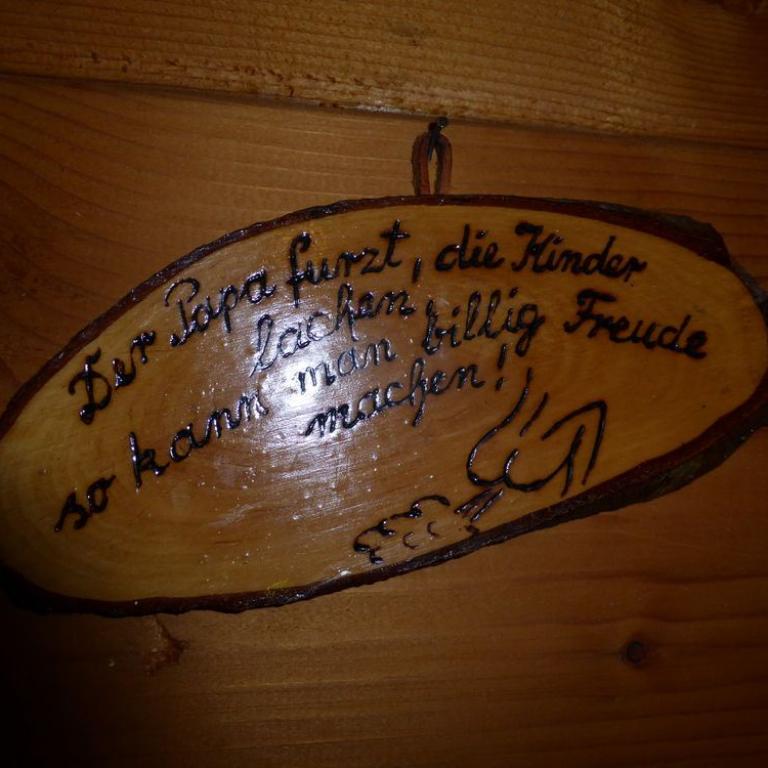 Der Papa furzt, die Kinder
lachen,
so kann man billig Freude
machen!